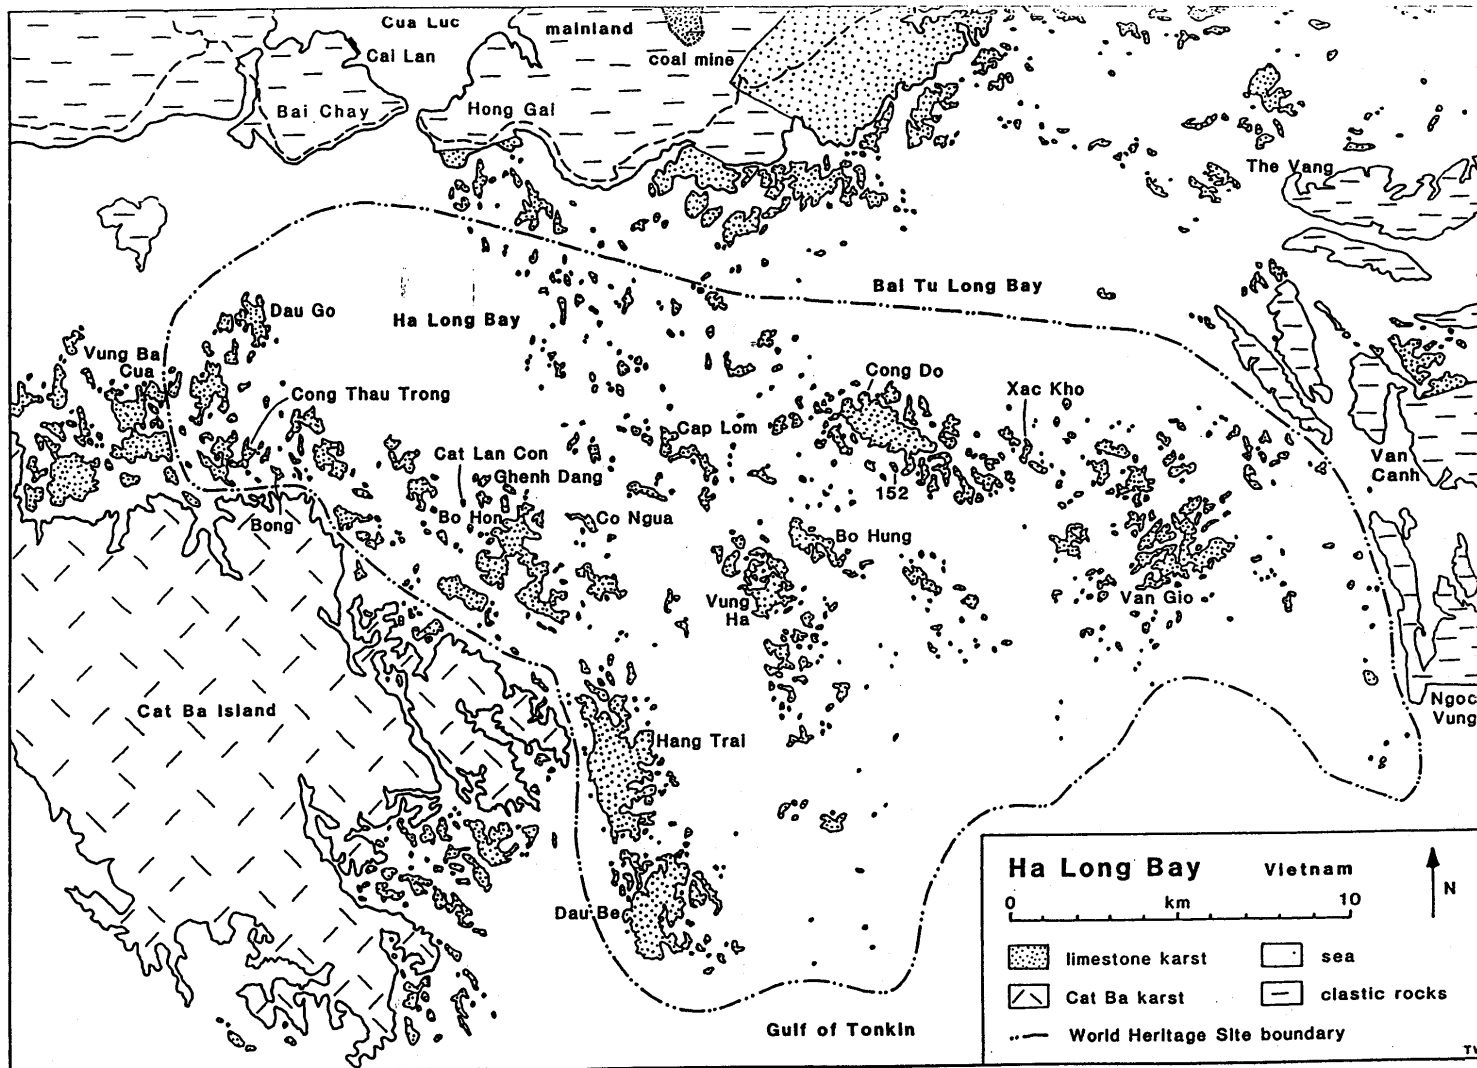 Cua Luc
mainland
Cai Lan
coal mine
Bai Chay
Hong Gai
The Vang
Bai Tu Long Bay
Dau Go
Ha Long Bay
Vung Ba
Cua
Cong Do
Cong Thau Trong
Xac Kho
Cap Lom
Cat Lan Con
Van
Canh
Ghenh Dang
152
Bo Hon
Co Ngua
Bong
Bo Hung
Vung
Ha
Van Gio
Cat Ba Island
Ngoc
Vung
Hang Trai
Dau Be
Gulf of Tonkin
Ha Long Bay Vietnam
N
0 km 10
limestone karst
sea
Cat Ba karst
clastic rocks
World Heritage Site boundary